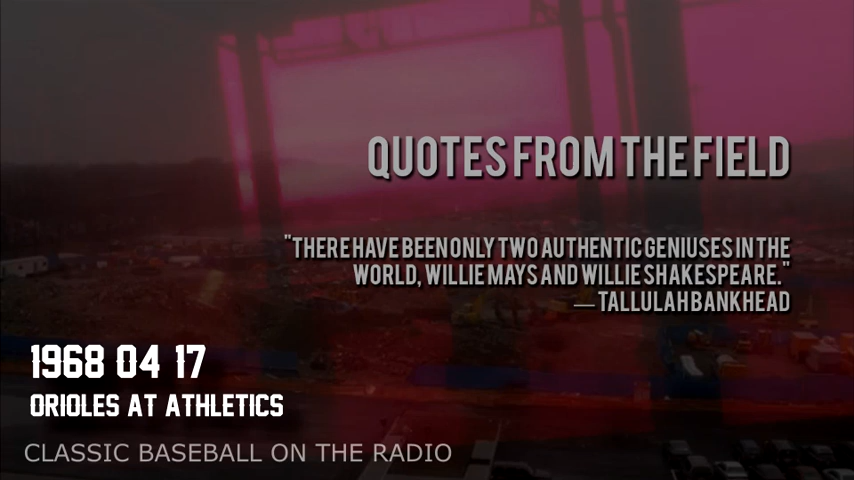 QUOTES FROM THE FIELD
"THERE HAVE BEEN ONLY TWO AUTHENTIC GENIUSES IN THE
WORLD, WILLIE MAYS AND WILLIE SHAKESPEARE."
— TALLULAH BANKHEAD
1968 04 17
ORIOLES AT ATHLETICS
CLASSIC BASEBALL ON THE RADIO